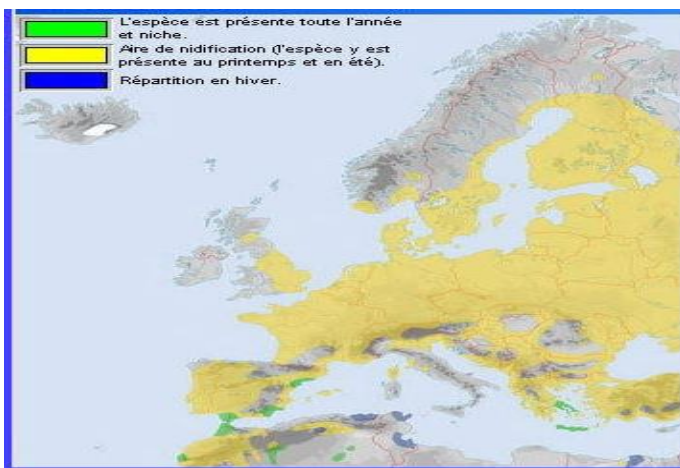 L'espèce est présente toute l'année
et niche.
Aire de nidification (l'espèce y est
présente au printemps et en été).
Répartition en hiver.